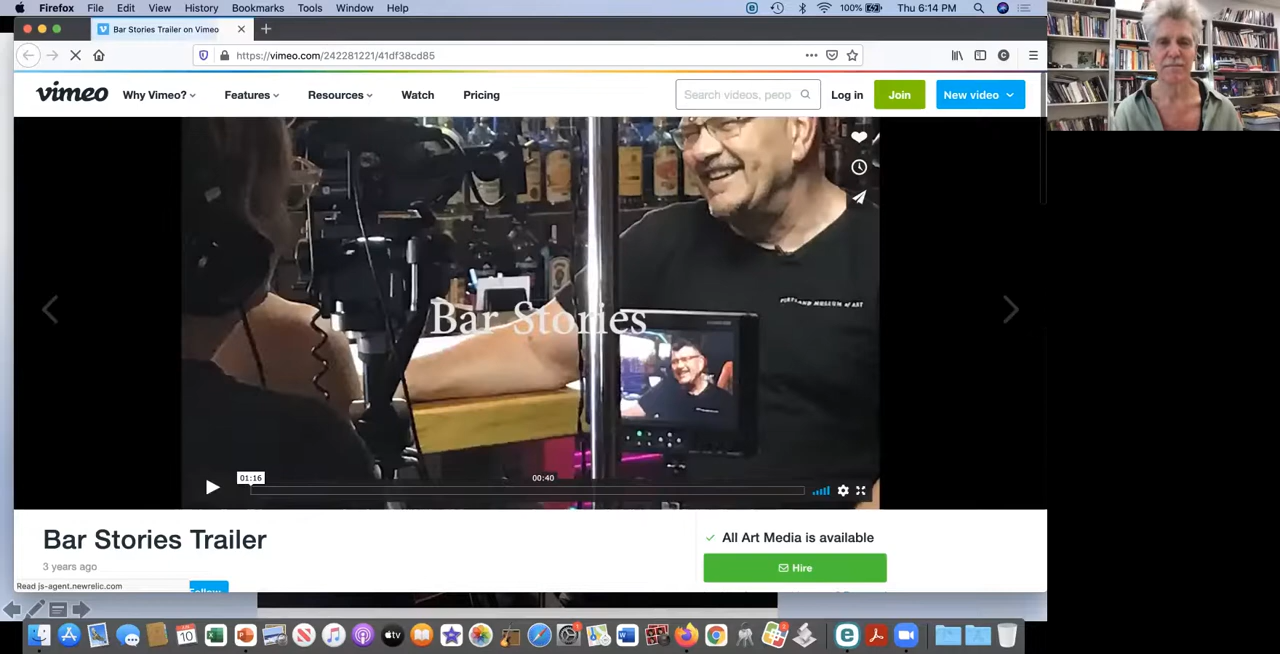 Firefox File Edit View History Bookmarks Tools Window Help 100% Thu 6:14 PM
Bar Stories Trailer on Vimeo
https://vimeo.com/242281221/41df38cd85
vimeo Why Vimeo? Features Resources Watch Pricing Search videos, peop Log in Join New video
PORTLAND MUSEUM of ART
Bar Stories
01:16 00:40
Bar Stories Trailer
All Art Media is available
3 years ago
Hire
Read js-agent.newrelic.com
Follow